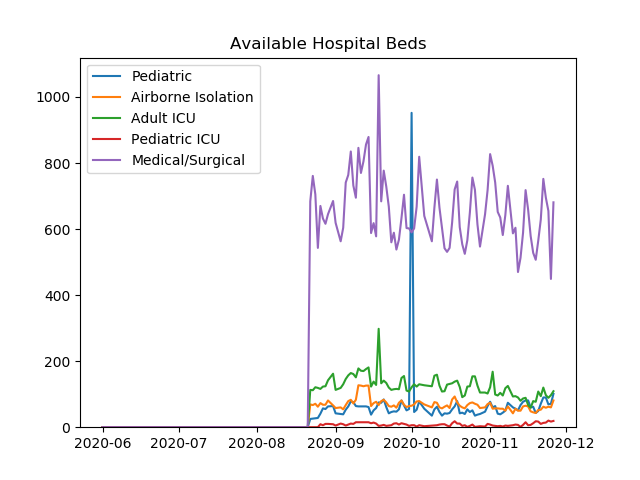 Available Hospital Beds
Pediatric
Airborne Isolation
Adult ICU
Pediatric ICU
Medical/Surgical
1000
800
600
400
200
0
2020-06 2020-07 2020-08 2020-09 2020-10 2020-11 2020-12